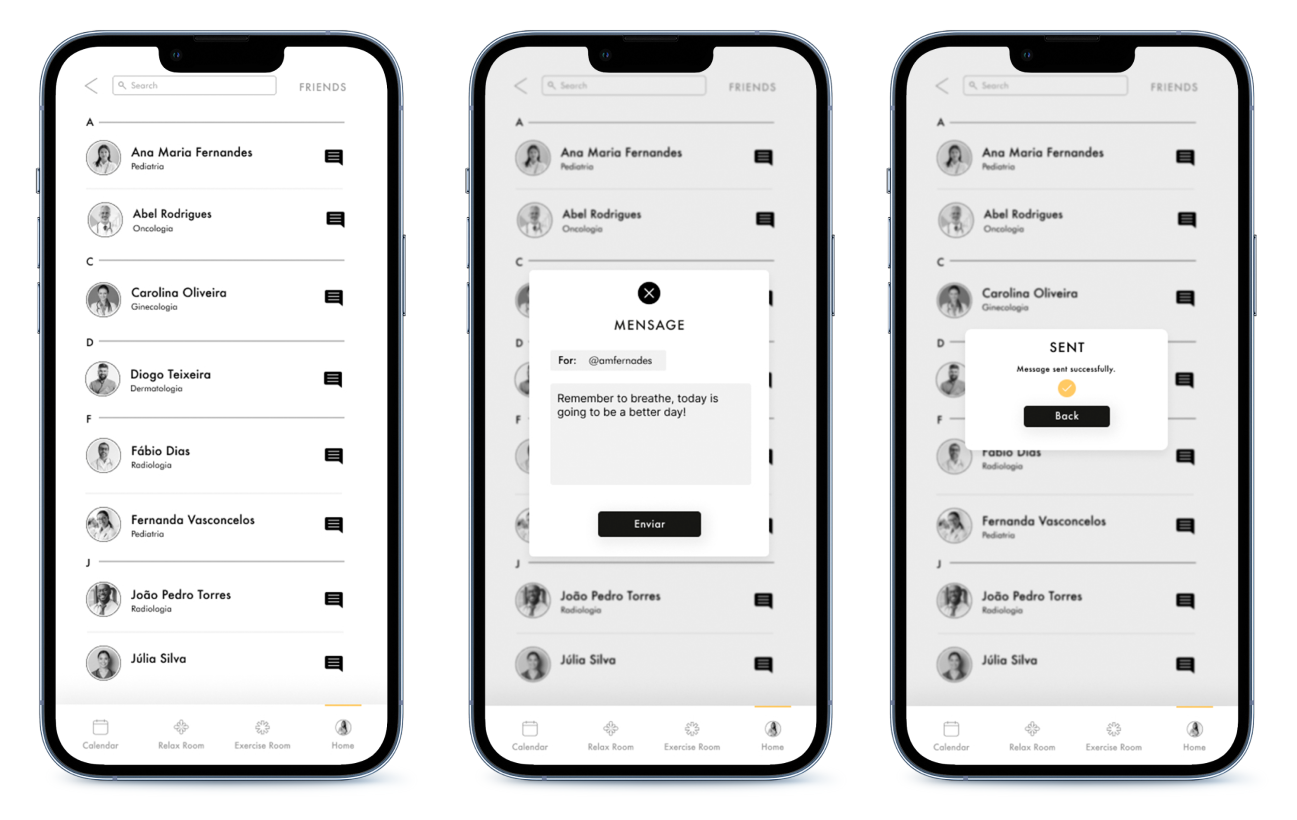 Search
FRIENDS
A
Ana Maria Fernandes
Pediatria
Abel Rodrigues
Oncologia
C
Carolina Oliveira
Ginecologia
D
Diogo Teixeira
Dermatologia
F
Fábio Dias
Radiologia
Fernanda Vasconcelos
Pediatria
J
João Pedro Torres
Radiologia
Júlia Silva
Calendar
Relax Room
Exercise Room
Home
Search
FRIENDS
A
Ana Maria Fernandes
Pediatria
Abel Rodrigues
Oncologia
C
MENSAGE
D
For: @amfernades
Remember to breathe, today is
going to be a better day!
F
Enviar
J
João Pedro Torres
Radiologia
Júlia Silva
Calendar
Relax Room
Exercise Room
Home
Search
FRIENDS
A
Ana Maria Fernandes
Pediatria
Abel Rodrigues
Oncologia
C
Carolina Oliveira
Ginecologia
D
SENT
Message sent successfully.
Back
F
Fábio Dias
Radiologia
Fernanda Vasconcelos
Pediatria
J
João Pedro Torres
Radiologia
Júlia Silva
Calendar
Relax Room
Exercise Room
Home